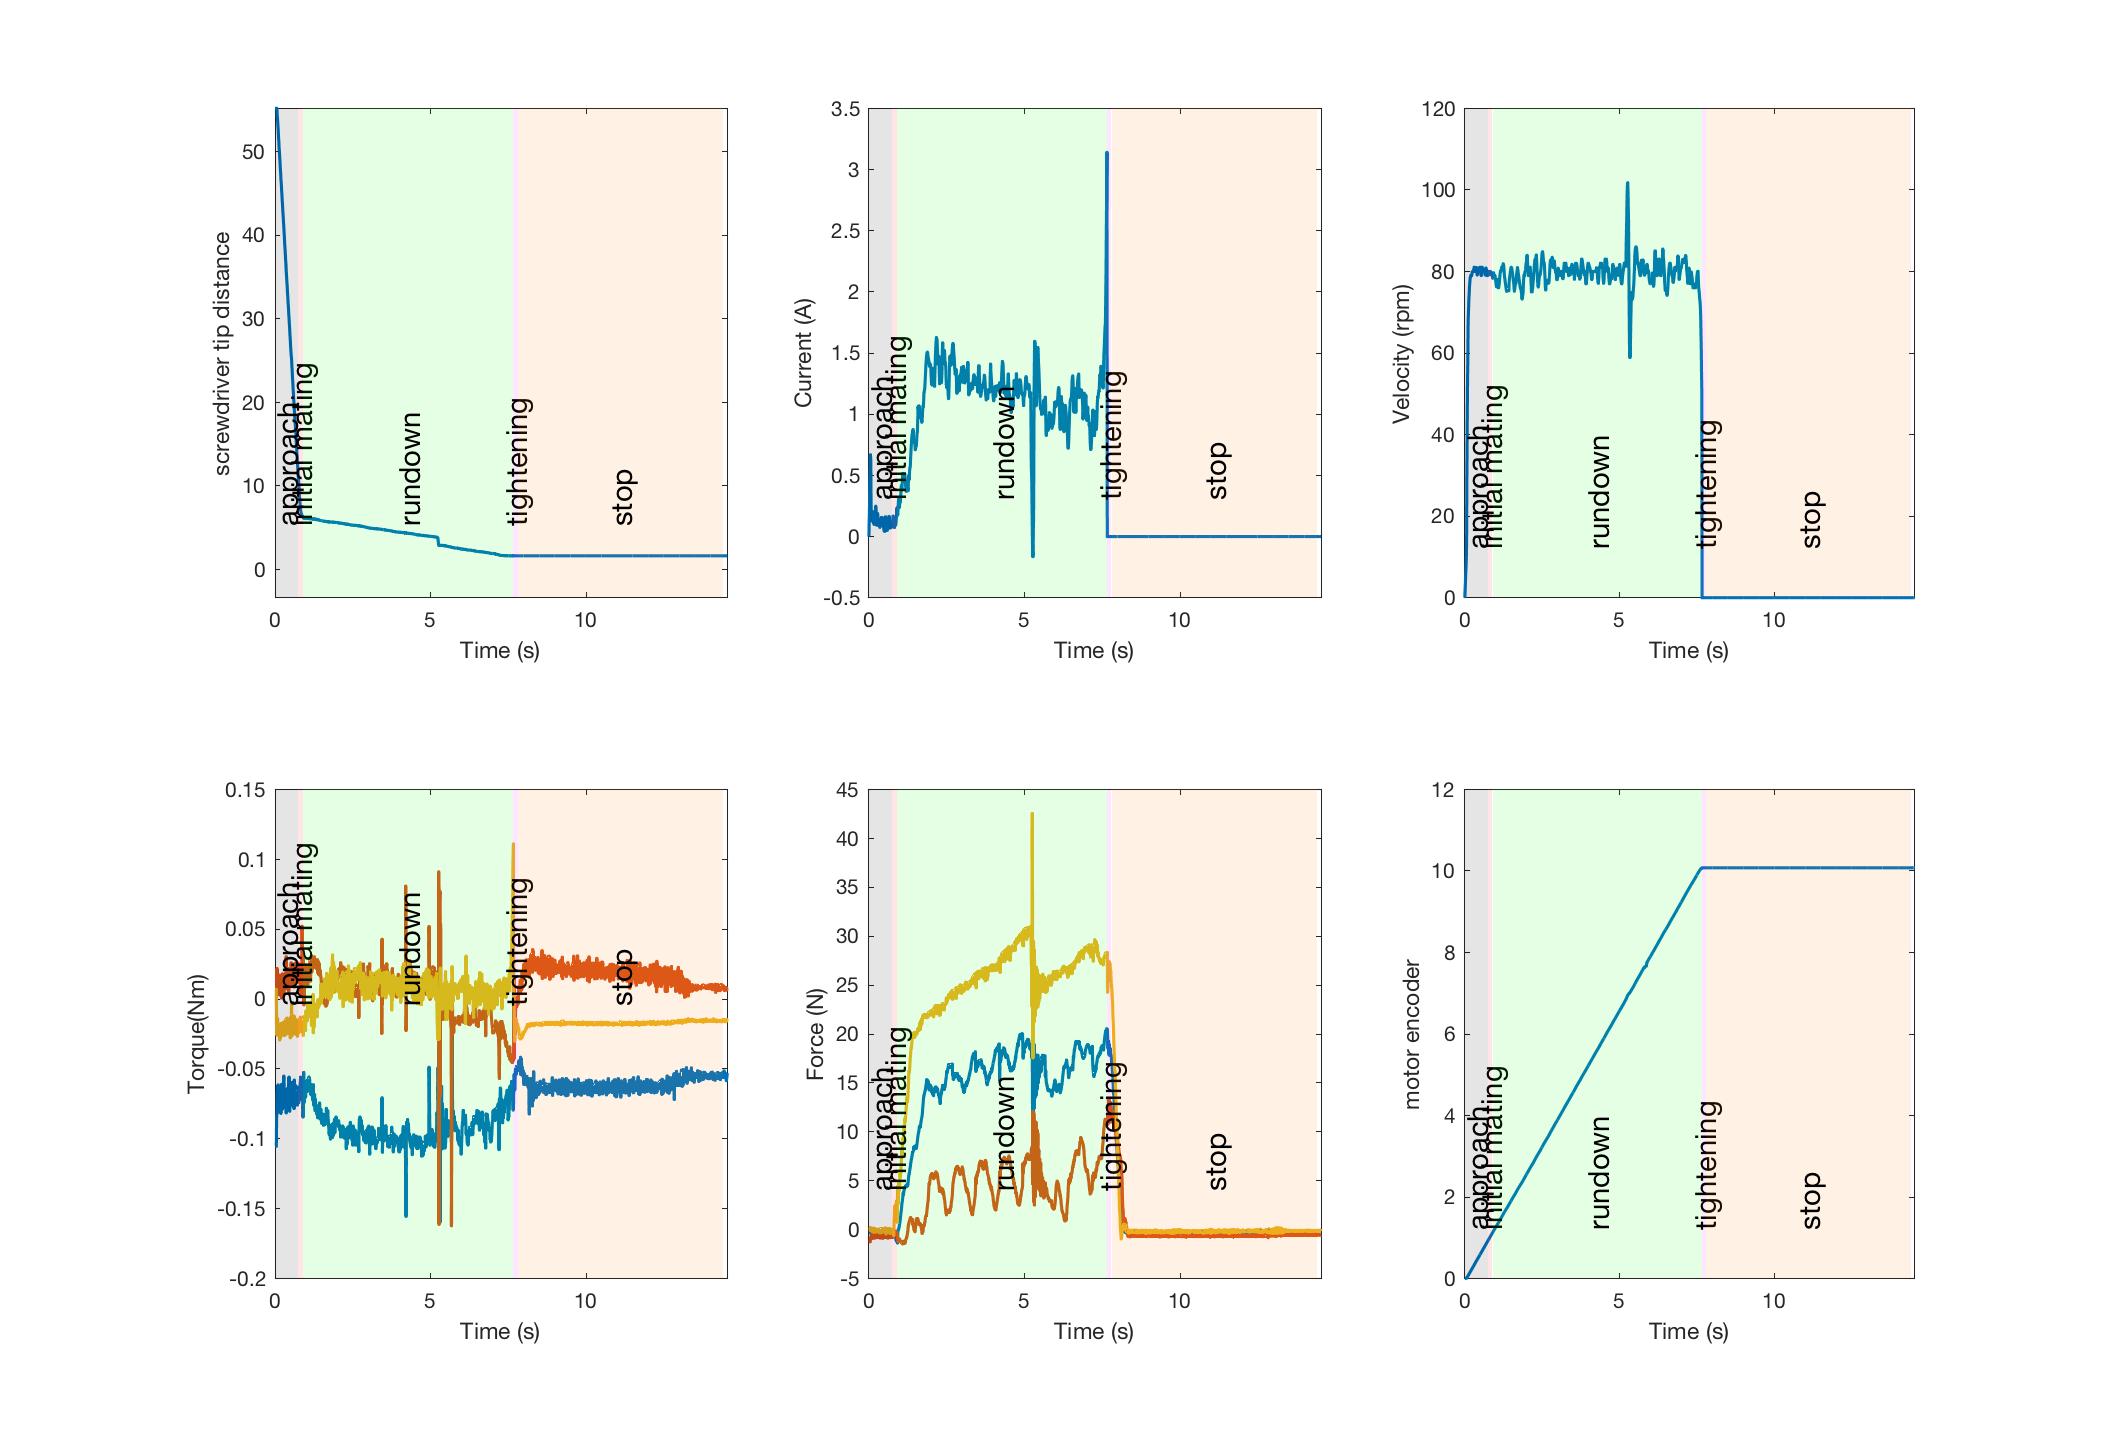 screwdriver tip distance
50
40
30
20
10
0
approach
initial mating
rundown
tightening
stop
0 5 10
Time (s)
Current (A)
3.5
3
2.5
2
1.5
1
0.5
0
-0.5
approach
initial mating
rundown
tightening
stop
0 5 10
Time (s)
Velocity (rpm)
120
100
80
60
40
20
0
approach
initial mating
rundown
tightening
stop
0 5 10
Time (s)
Torque(Nm)
0.15
0.1
0.05
0
-0.05
-0.1
-0.15
-0.2
approach
initial mating
rundown
tightening
stop
0 5 10
Time (s)
Force (N)
45
40
35
30
25
20
15
10
5
0
-5
approach
initial mating
rundown
tightening
stop
0 5 10
Time (s)
motor encoder
12
10
8
6
4
2
0
approach
initial mating
rundown
tightening
stop
0 5 10
Time (s)